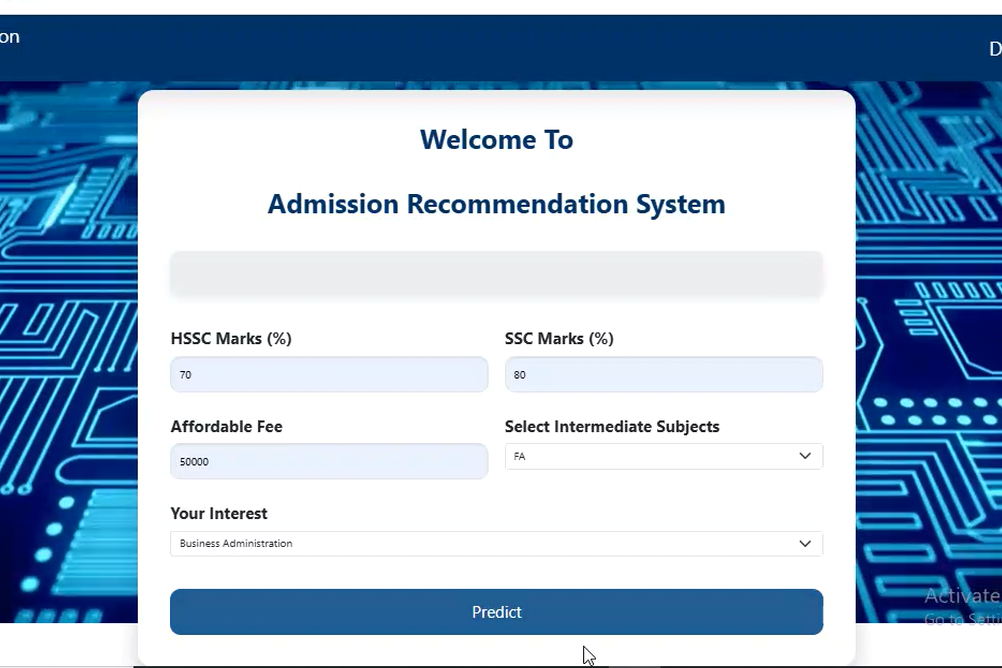 on
D
Welcome To
Admission Recommendation System
HSSC Marks (%)
SSC Marks (%)
70
80
Affordable Fee
Select Intermediate Subjects
50000
FA
Your Interest
Business Administration
Predict
Activate
Go to Setti